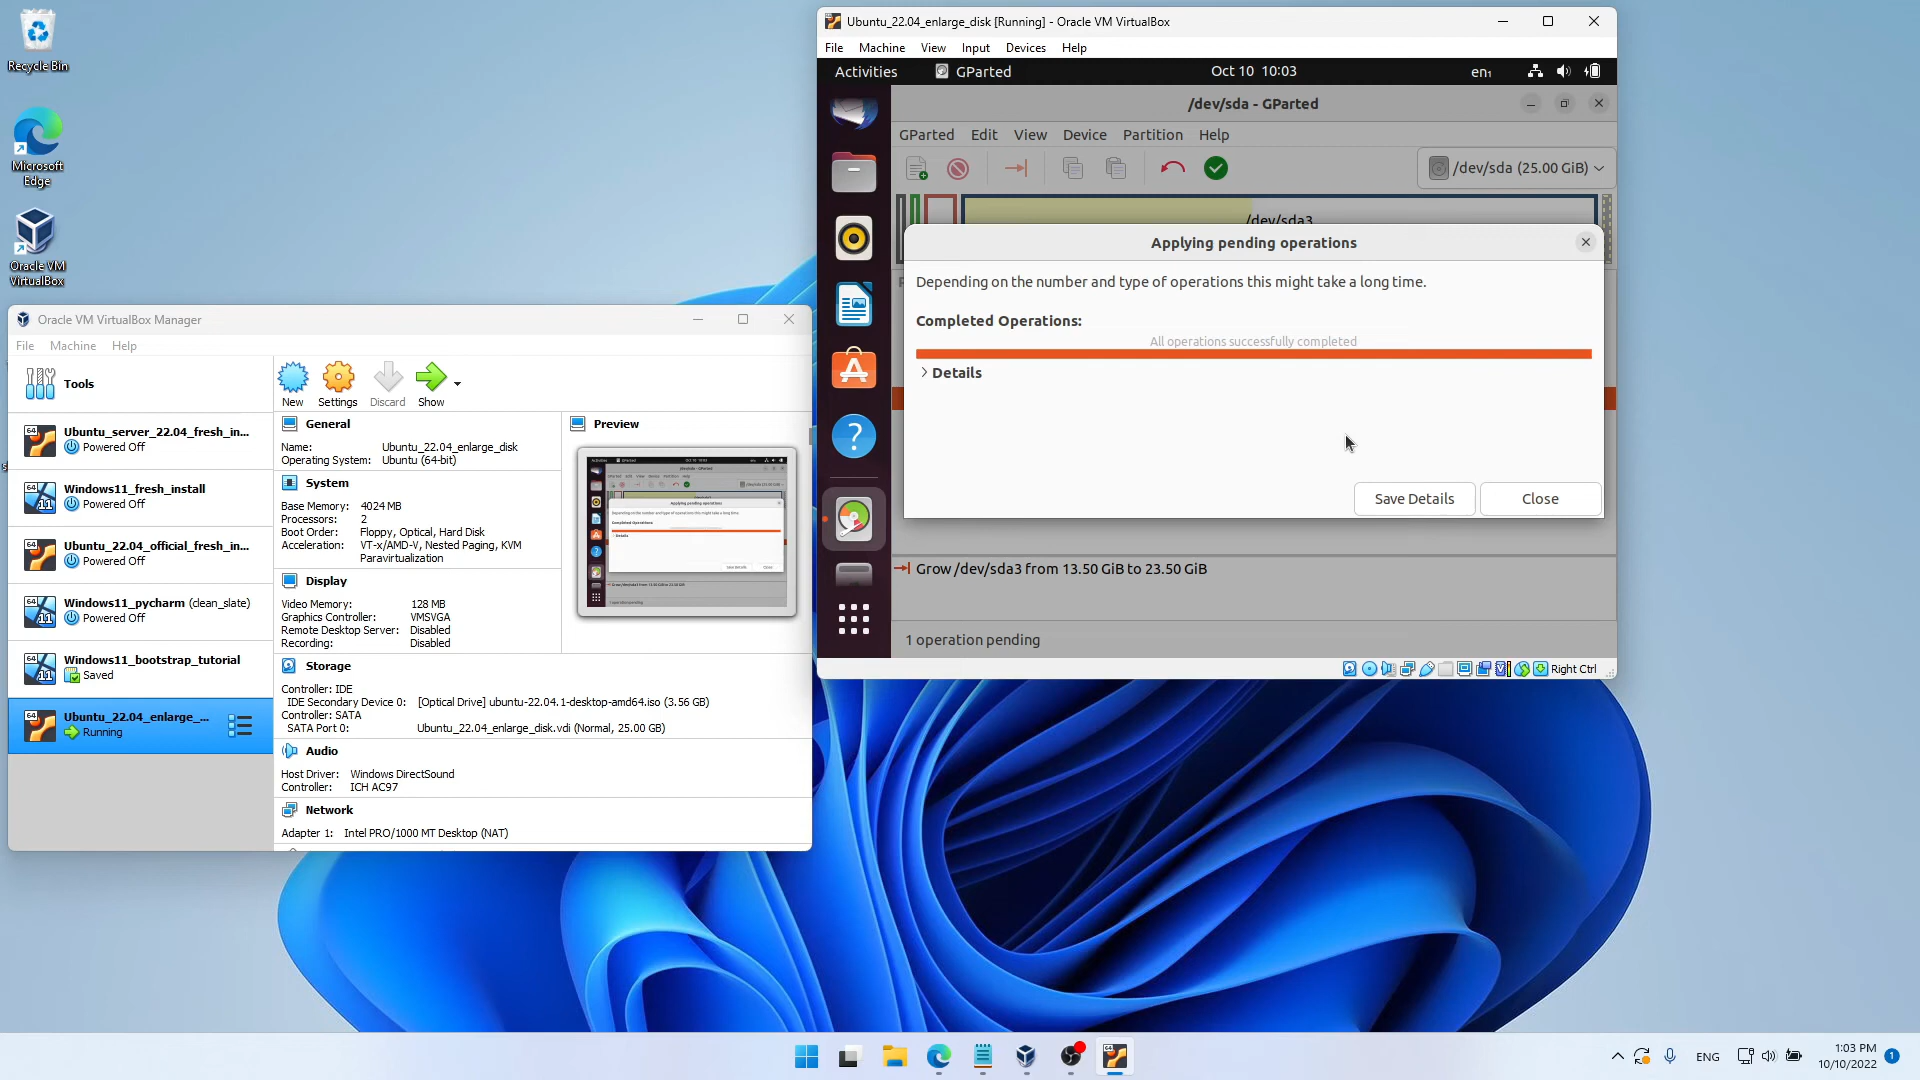 Recycle Bin
Microsoft
Edge
Oracle VM
VirtualBox
Oracle VM VirtualBox Manager
File Machine Help
Tools
New Settings Discard Show
64 Ubuntu_server_22.04_fresh_in...
Powered Off
64 11 Windows11_fresh_install
Powered Off
64 Ubuntu_22.04_official_fresh_in...
Powered Off
64 11 Windows11_pycharm (clean_slate)
Powered Off
64 11 Windows11_bootstrap_tutorial
Saved
64 Ubuntu_22.04_enlarge_...
Running
General
Name: Ubuntu_22.04_enlarge_disk
Operating System: Ubuntu (64-bit)
System
Base Memory: 4024 MB
Processors: 2
Boot Order: Floppy, Optical, Hard Disk
Acceleration: VT-x/AMD-V, Nested Paging, KVM
Paravirtualization
Display
Video Memory: 128 MB
Graphics Controller: VMSVGA
Remote Desktop Server: Disabled
Recording: Disabled
Storage
Controller: IDE
IDE Secondary Device 0: [Optical Drive] ubuntu-22.04.1-desktop-amd64.iso (3.56 GB)
Controller: SATA
SATA Port 0: Ubuntu_22.04_enlarge_disk.vdi (Normal, 25.00 GB)
Audio
Host Driver: Windows DirectSound
Controller: ICH AC97
Network
Adapter 1: Intel PRO/1000 MT Desktop (NAT)
Preview
Ubuntu_22.04_enlarge_disk [Running] - Oracle VM VirtualBox
File Machine View Input Devices Help
Activities GParted Oct 10 10:03 en₁
/dev/sda - GParted
GParted Edit View Device Partition Help
/dev/sda (25.00 GiB)
/dev/sda3
Applying pending operations
Depending on the number and type of operations this might take a long time.
Completed Operations:
All operations successfully completed
Details
Save Details Close
Grow /dev/sda3 from 13.50 GiB to 23.50 GiB
1 operation pending
Right Ctrl
ENG
1:03 PM
10/10/2022
1